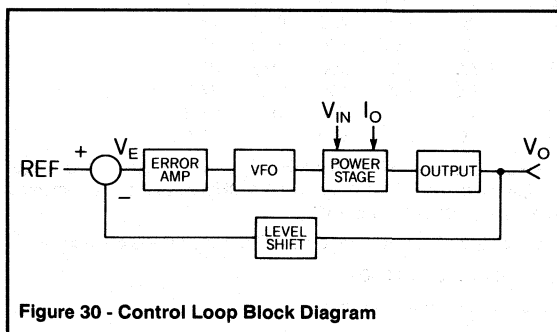 V_IN I_O
REF + V_E ERROR AMP VFO POWER STAGE OUTPUT V_O
−
LEVEL SHIFT
Figure 30 - Control Loop Block Diagram